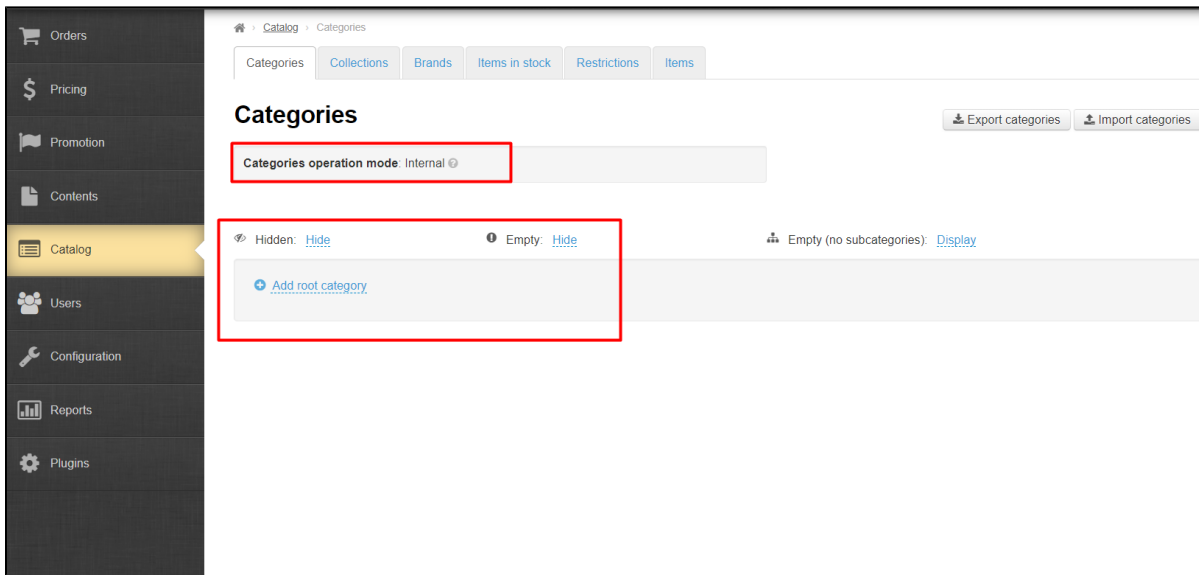 Orders
Pricing
Promotion
Contents
Catalog
Users
Configuration
Reports
Plugins
Catalog Categories
Categories Collections Brands Items in stock Restrictions Items
Categories
Export categories Import categories
Categories operation mode: Internal
Hidden: Hide Empty: Hide Empty (no subcategories): Display
Add root category